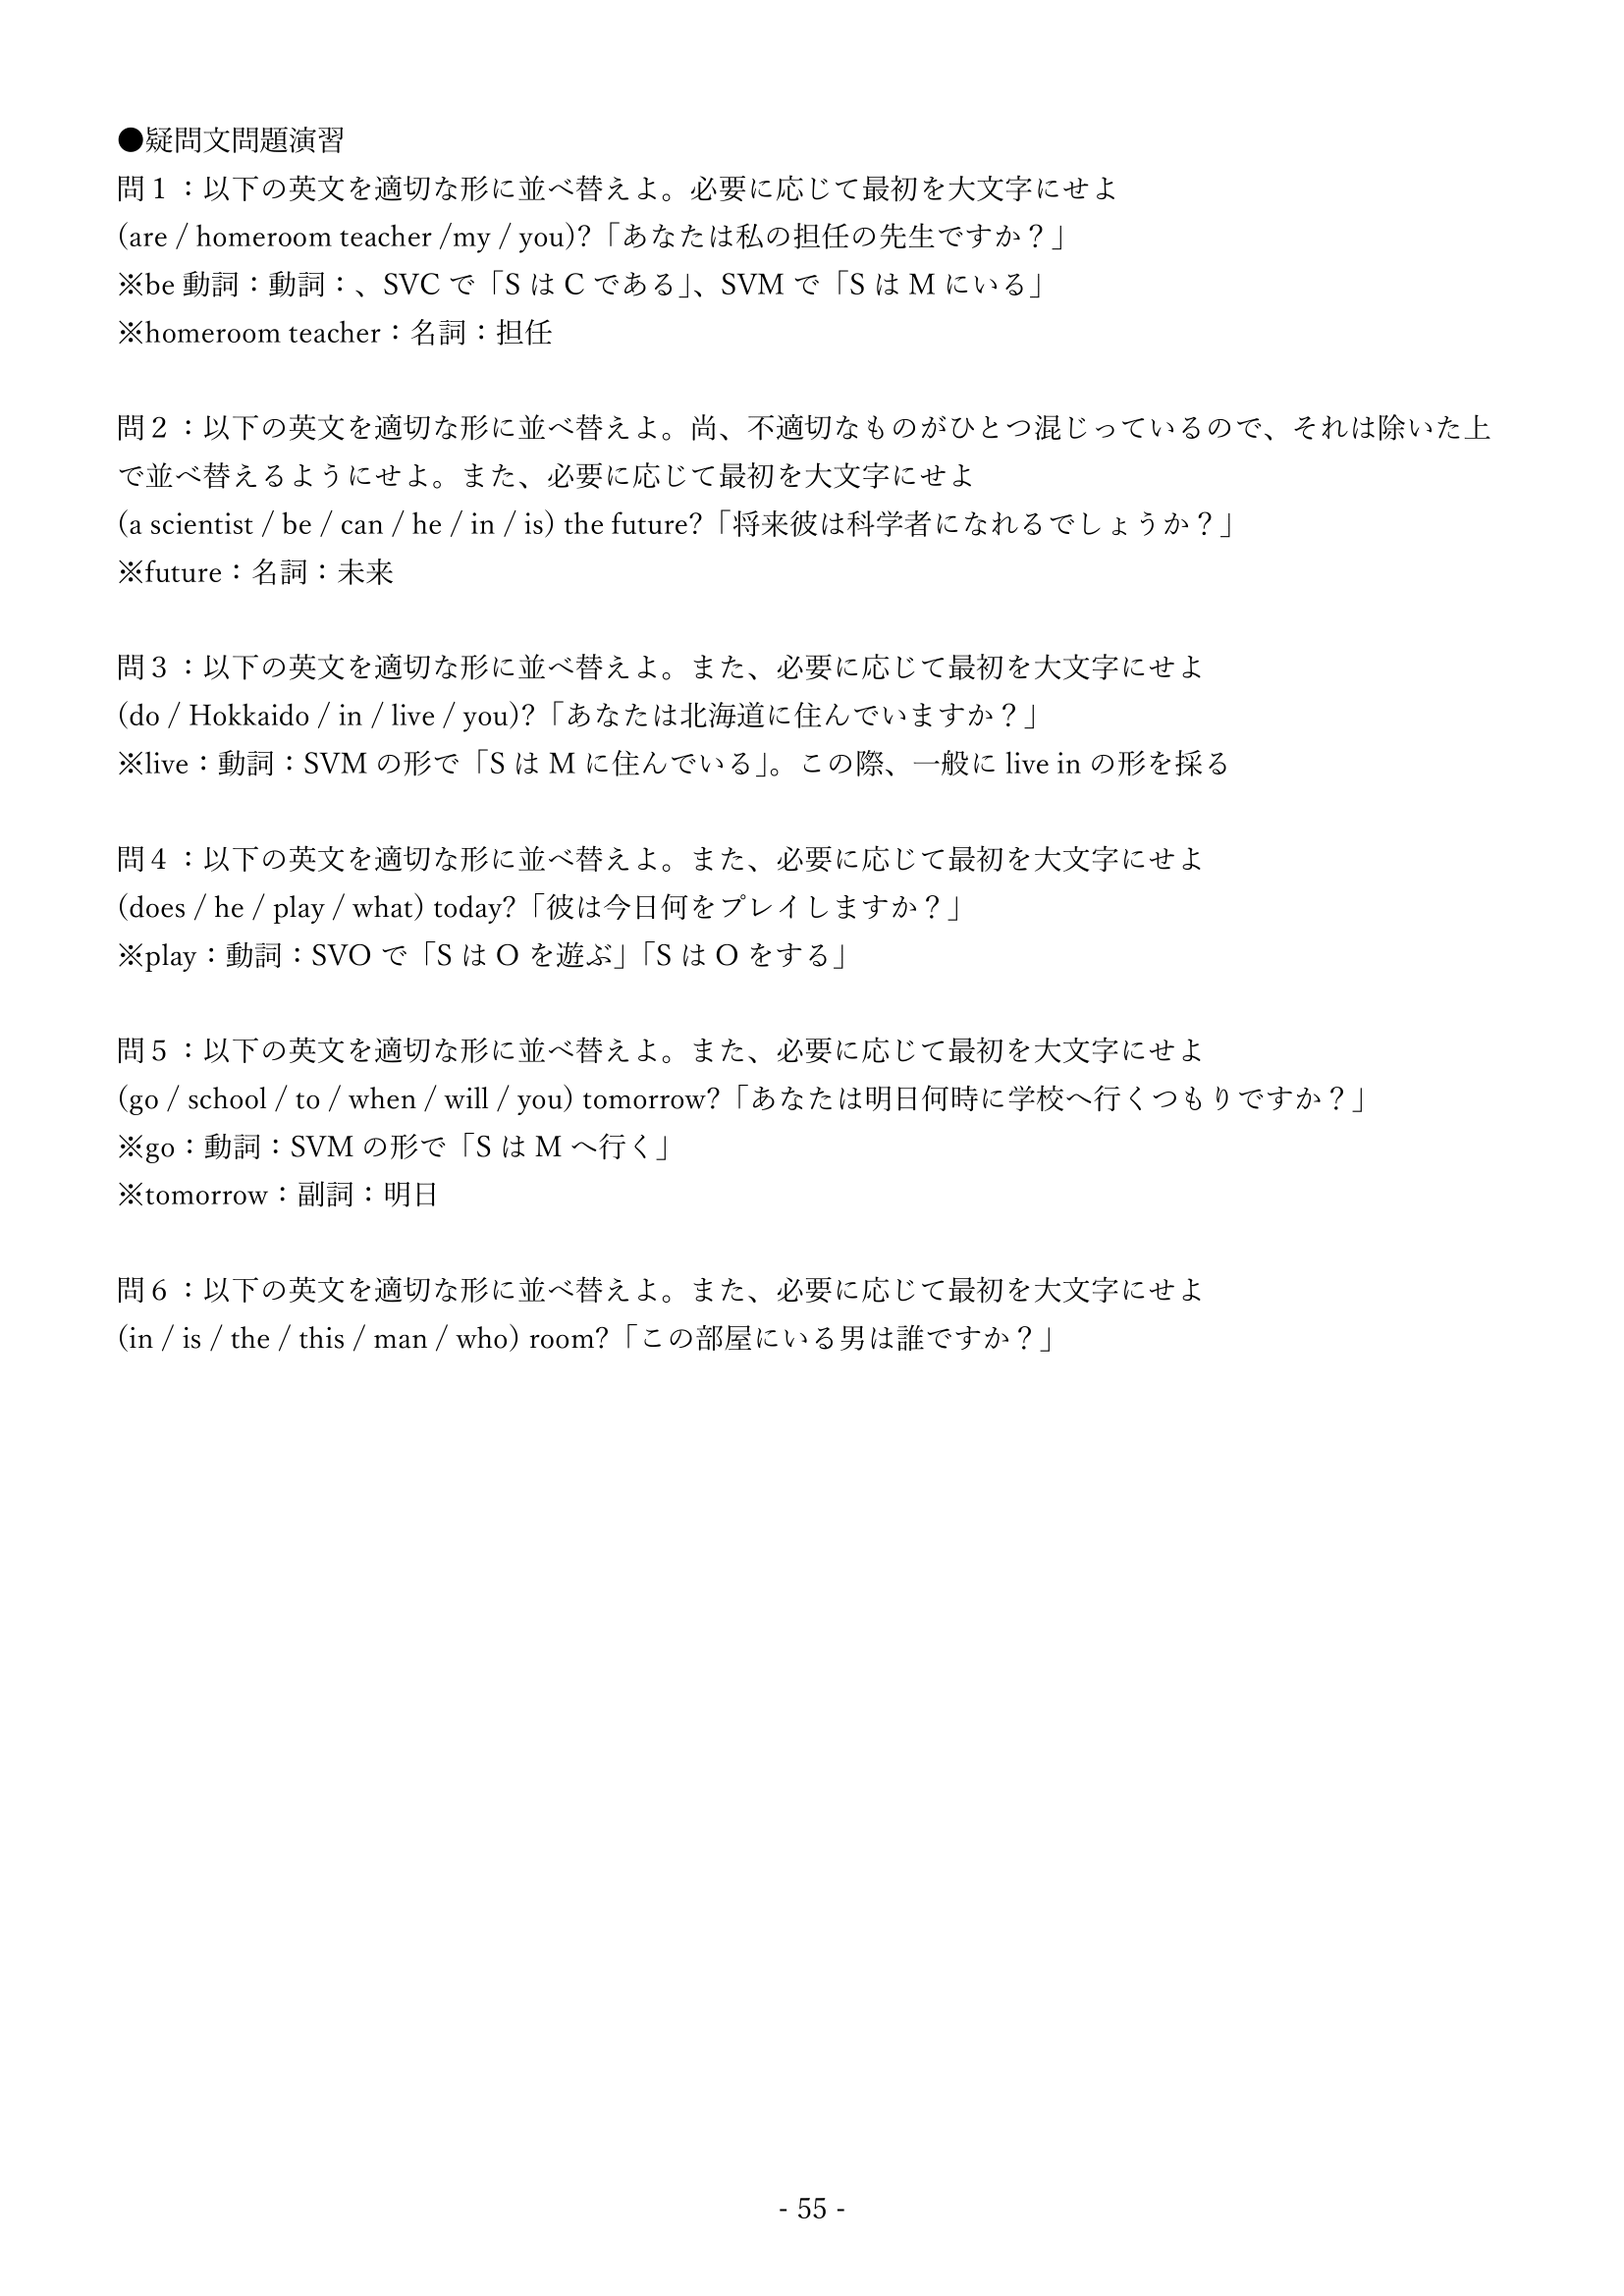 ●疑問文問題演習
問１：以下の英文を適切な形に並べ替えよ。必要に応じて最初を大文字にせよ
(are / homeroom teacher /my / you)?「あなたは私の担任の先生ですか？」
※be 動詞：動詞：、SVC で「S は C である」、SVM で「S は M にいる」
※homeroom teacher：名詞：担任
問２：以下の英文を適切な形に並べ替えよ。尚、不適切なものがひとつ混じっているので、それは除いた上
で並べ替えるようにせよ。また、必要に応じて最初を大文字にせよ
(a scientist / be / can / he / in / is) the future?「将来彼は科学者になれるでしょうか？」
※future：名詞：未来
問３：以下の英文を適切な形に並べ替えよ。また、必要に応じて最初を大文字にせよ
(do / Hokkaido / in / live / you)?「あなたは北海道に住んでいますか？」
※live：動詞：SVM の形で「S は M に住んでいる」。この際、一般に live in の形を採る
問４：以下の英文を適切な形に並べ替えよ。また、必要に応じて最初を大文字にせよ
(does / he / play / what) today?「彼は今日何をプレイしますか？」
※play：動詞：SVO で「S は O を遊ぶ」「S は O をする」
問５：以下の英文を適切な形に並べ替えよ。また、必要に応じて最初を大文字にせよ
(go / school / to / when / will / you) tomorrow?「あなたは明日何時に学校へ行くつもりですか？」
※go：動詞：SVM の形で「S は M へ行く」
※tomorrow：副詞：明日
問６：以下の英文を適切な形に並べ替えよ。また、必要に応じて最初を大文字にせよ
(in / is / the / this / man / who) room?「この部屋にいる男は誰ですか？」
- 55 -